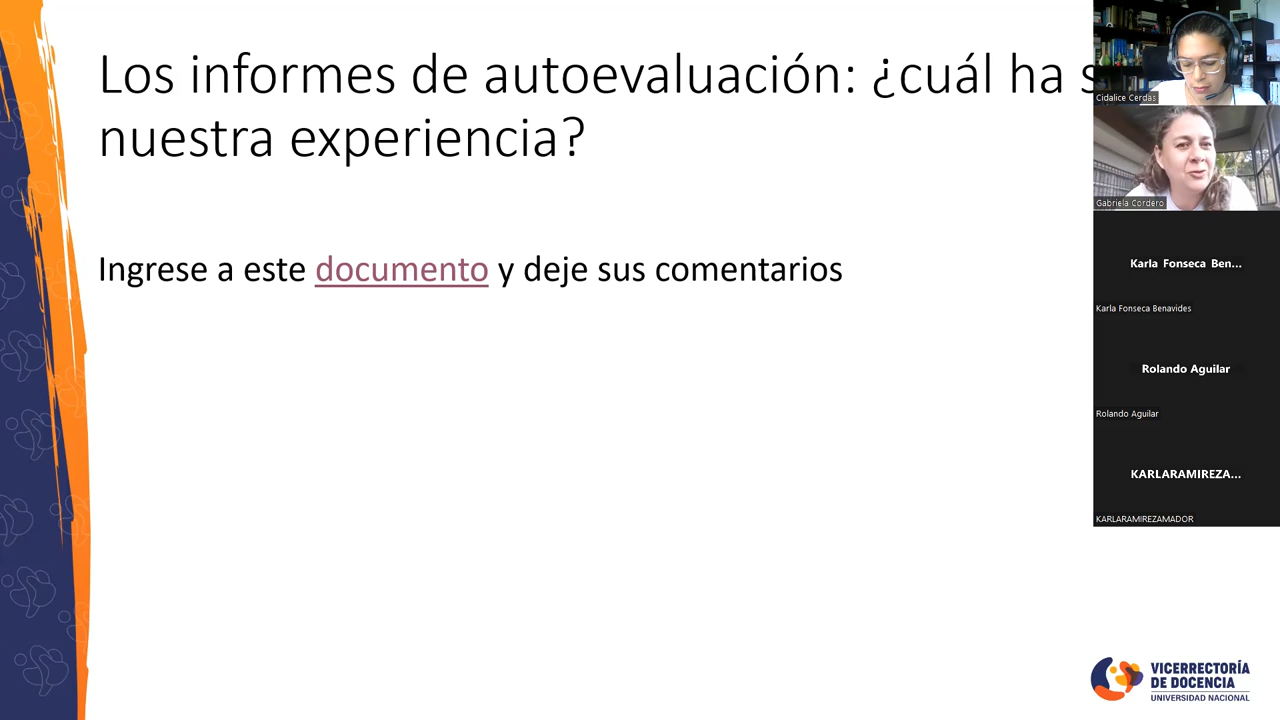 Los informes de autoevaluación: ¿cuál ha s
nuestra experiencia?
Ingrese a este documento y deje sus comentarios
Cidalice Cerdas
Gabriela Cordero
Karla Fonseca Ben...
Karla Fonseca Benavides
Rolando Aguilar
Rolando Aguilar
KARLARAMIREZA...
KARLARAMIREZAMADOR
VICERRECTORÍA
DE DOCENCIA
UNIVERSIDAD NACIONAL